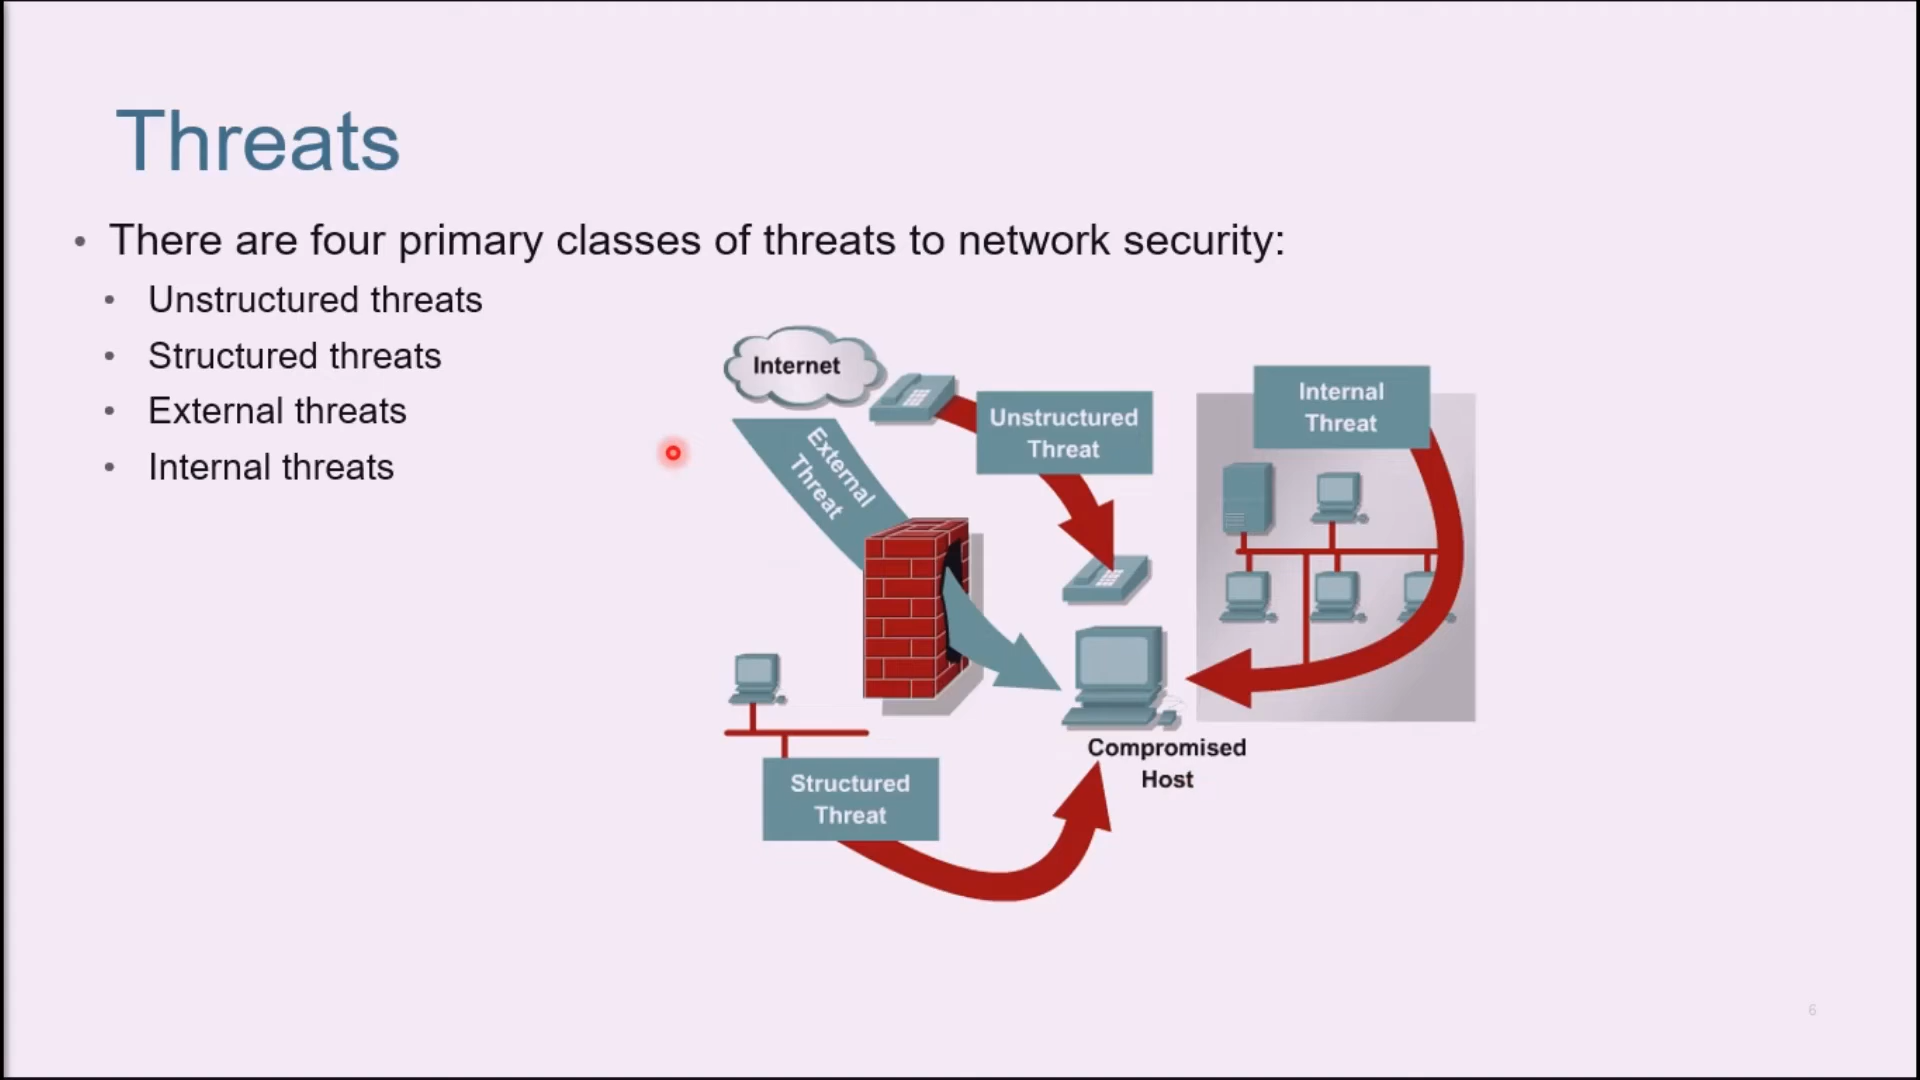 Threats
• There are four primary classes of threats to network security:
• Unstructured threats
• Structured threats
• External threats
• Internal threats
Internet
External
Threat
Unstructured
Threat
Internal
Threat
Structured
Threat
Compromised
Host
6